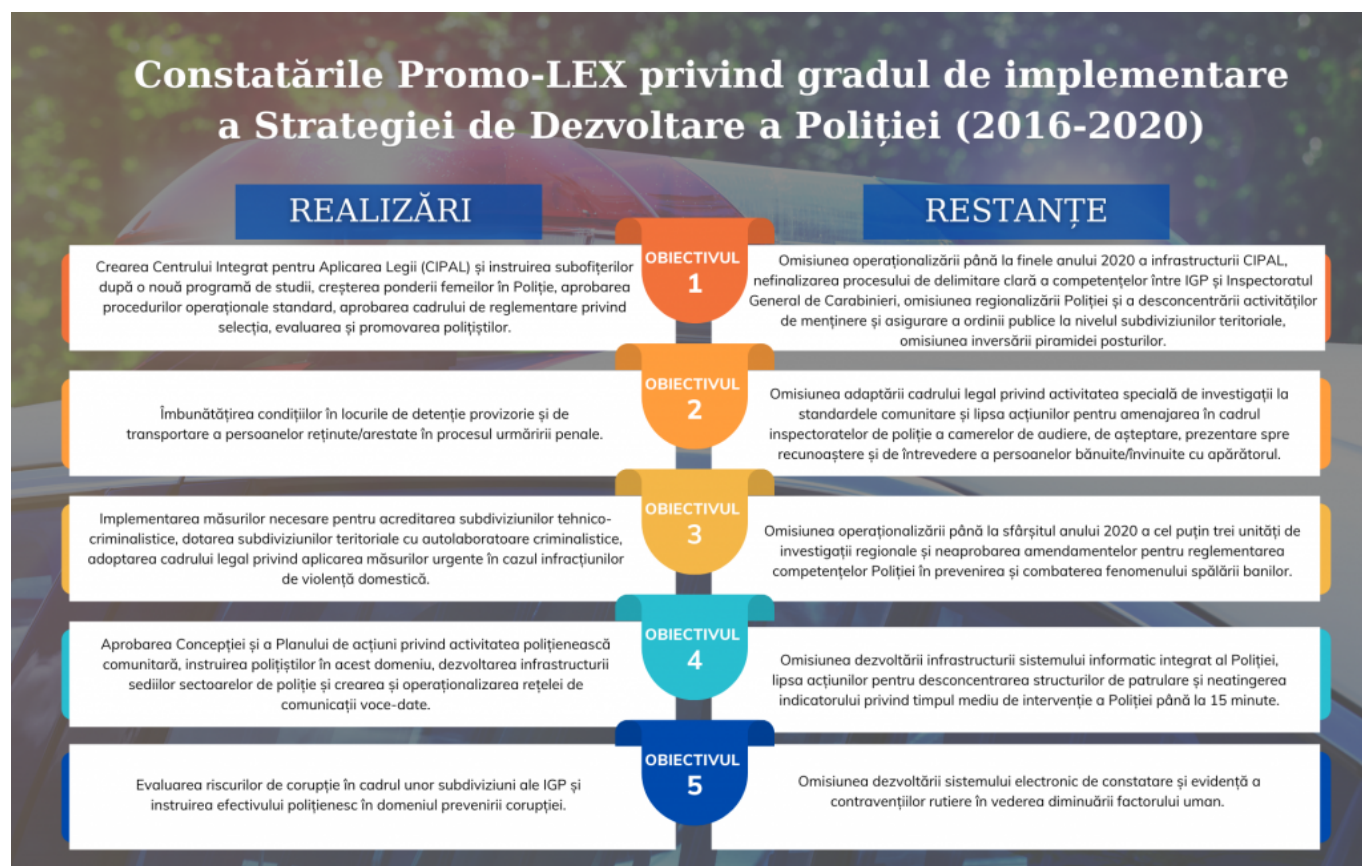 Constatările Promo-LEX privind gradul de implementare
a Strategiei de Dezvoltare a Poliției (2016-2020)
REALIZĂRI
RESTANȚE
OBIECTIVUL
1
Crearea Centrului Integrat pentru Aplicarea Legii (CIPAL) și instruirea subofițerilor
după o nouă programă de studii, creșterea ponderii femeilor în Poliție, aprobarea
procedurilor operaționale standard, aprobarea cadrului de reglementare privind
selecția, evaluarea și promovarea polițiștilor.
Omisiunea operaționalizării până la finele anului 2020 a infrastructurii CIPAL,
nefinalizarea procesului de delimitare clară a competențelor între IGP și Inspectoratul
General de Carabinieri, omisiunea regionalizării Poliției și a desconcentrării activităților
de menținere și asigurare a ordinii publice la nivelul subdiviziunilor teritoriale,
omisiunea inversării piramidei posturilor.
OBIECTIVUL
2
Îmbunătățirea condițiilor în locurile de detenție provizorie și de
transportare a persoanelor reținute/arestate în procesul urmăririi penale.
Omisiunea adaptării cadrului legal privind activitatea specială de investigații la
standardele comunitare și lipsa acțiunilor pentru amenajarea în cadrul
inspectoratelor de poliție a camerelor de audiere, de așteptare, prezentare spre
recunoaștere și de întrevedere a persoanelor bănuite/învinuite cu apărătorul.
OBIECTIVUL
3
Implementarea măsurilor necesare pentru acreditarea subdiviziunilor tehnico-
criminalistice, dotarea subdiviziunilor teritoriale cu autolaboratoare criminalistice,
adoptarea cadrului legal privind aplicarea măsurilor urgente în cazul infracțiunilor
de violență domestică.
Omisiunea operaționalizării până la sfârșitul anului 2020 a cel puțin trei unități de
investigații regionale și neaprobarea amendamentelor pentru reglementarea
competențelor Poliției în prevenirea și combaterea fenomenului spălării banilor.
OBIECTIVUL
4
Aprobarea Concepției și a Planului de acțiuni privind activitatea polițienească
comunitară, instruirea polițiștilor în acest domeniu, dezvoltarea infrastructurii
sediilor sectoarelor de poliție și crearea și operaționalizarea rețelei de
comunicații voce-date.
Omisiunea dezvoltării infrastructurii sistemului informatic integrat al Poliției,
lipsa acțiunilor pentru desconcentrarea structurilor de patrulare și neatingerea
indicatorului privind timpul mediu de intervenție a Poliției până la 15 minute.
OBIECTIVUL
5
Evaluarea riscurilor de corupție în cadrul unor subdiviziuni ale IGP și
instruirea efectivului polițienesc în domeniul prevenirii corupției.
Omisiunea dezvoltării sistemului electronic de constatare și evidență a
contravențiilor rutiere în vederea diminuării factorului uman.